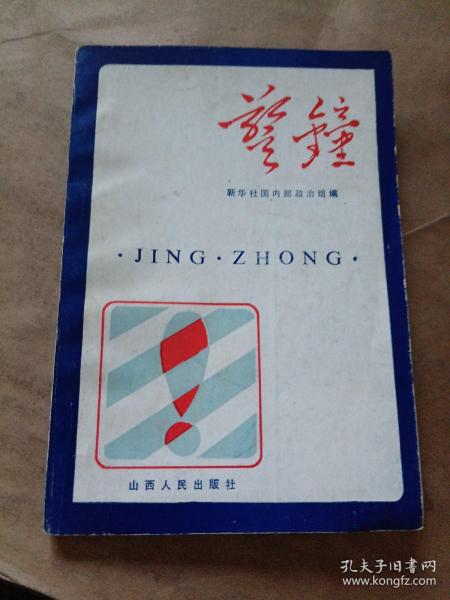 警鐘
新华社国内部政治组编
·JING·ZHONG·
山西人民出版社
孔夫子旧书网
www.kongfz.com